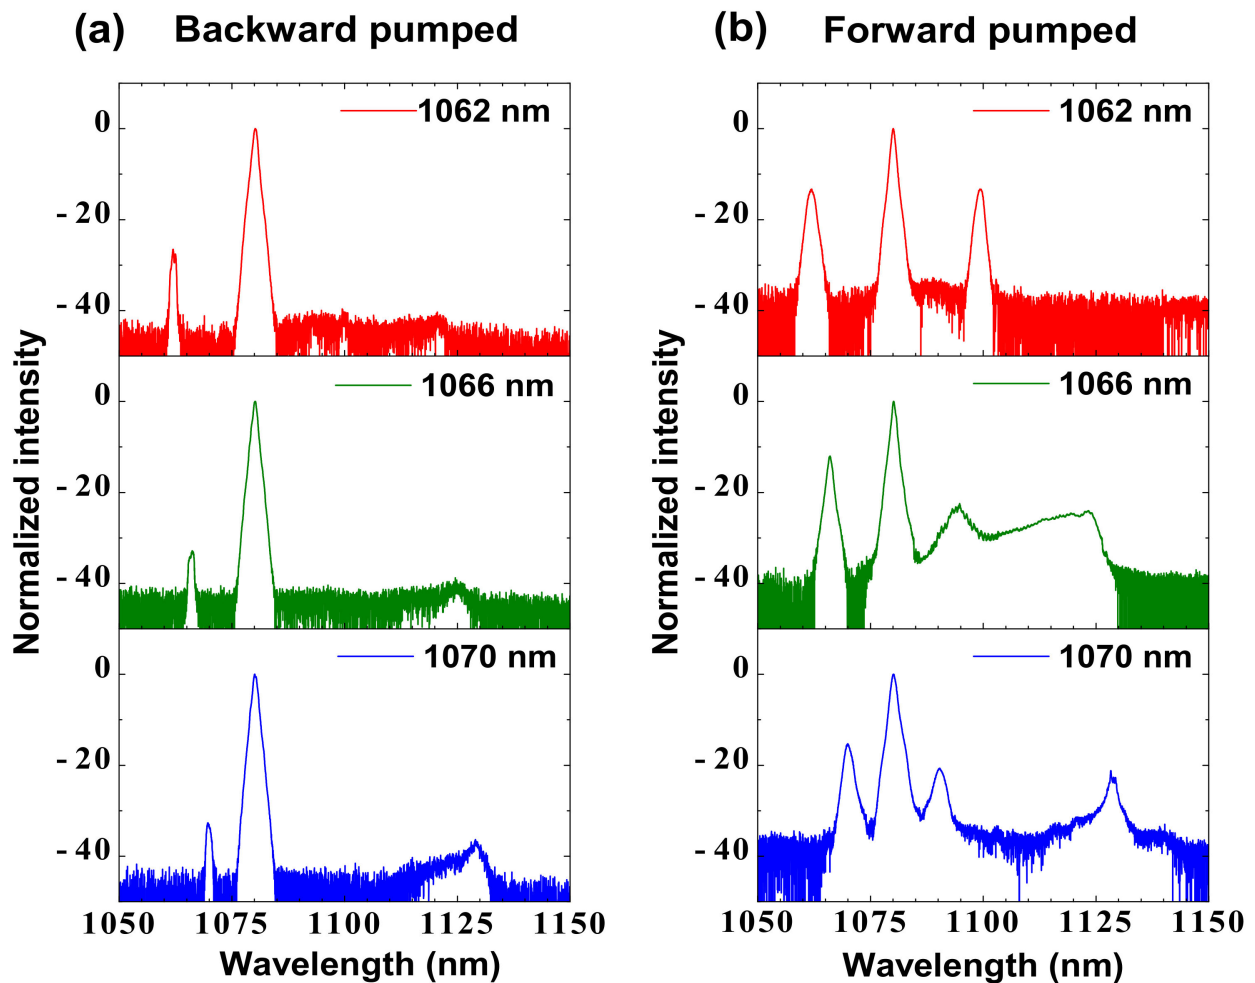 (a) Backward pumped
Normalized intensity
1062 nm
0
- 20
- 40
1066 nm
0
- 20
- 40
1070 nm
0
- 20
- 40
1050 1075 1100 1125 1150
Wavelength (nm)
(b) Forward pumped
Normalized intensity
1062 nm
0
- 20
- 40
1066 nm
0
- 20
- 40
1070 nm
0
- 20
- 40
1050 1075 1100 1125 1150
Wavelength (nm)